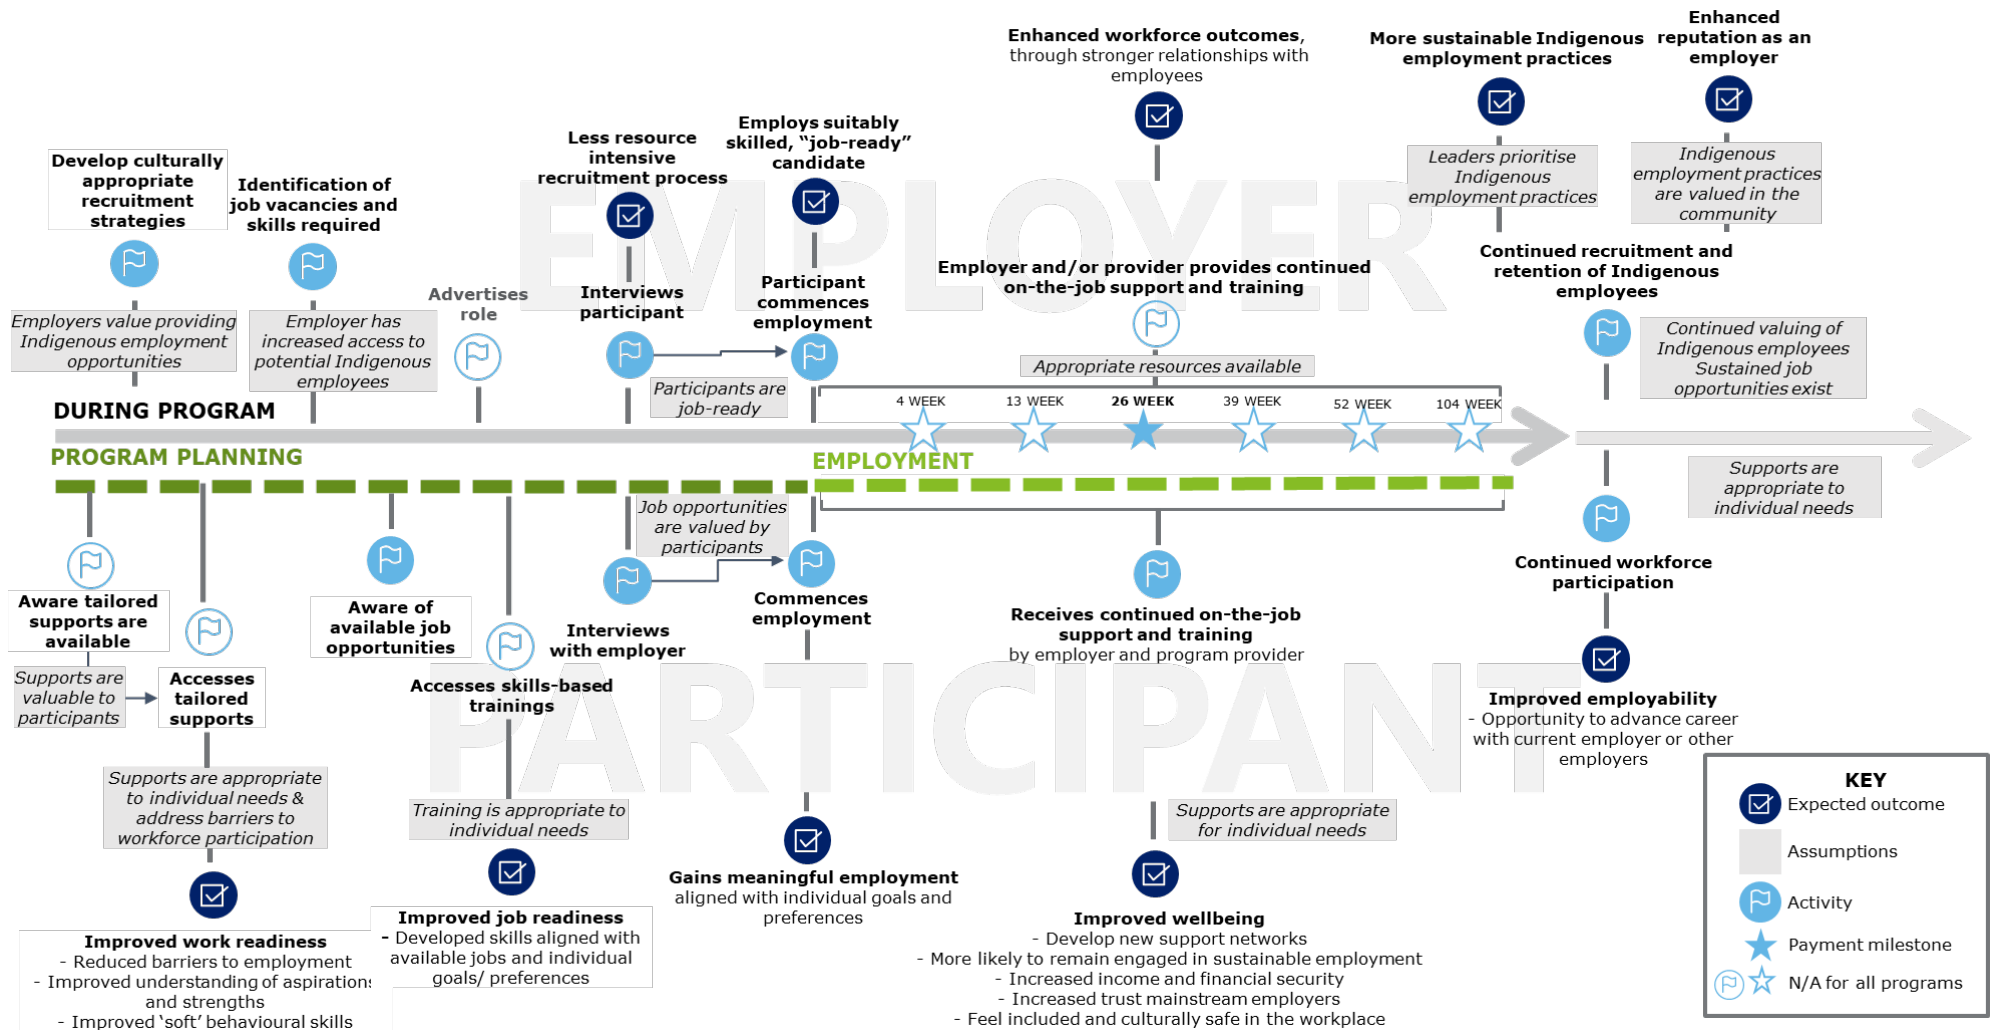 EMPLOYER
Develop culturally
appropriate
recruitment
strategies
Identification of
job vacancies and
skills required
Less resource
intensive
recruitment process
Employs suitably
skilled, “job-ready”
candidate
Enhanced workforce outcomes,
through stronger relationships with
employees
More sustainable Indigenous
employment practices
Enhanced
reputation as an
employer
Leaders prioritise
Indigenous
employment practices
Indigenous
employment practices
are valued in the
community
Employers value providing
Indigenous employment
opportunities
Employer has
increased access to
potential Indigenous
employees
Advertises
role
Interviews
participant
Participants are
job-ready
Participant
commences
employment
Employer and/or provider provides continued
on-the-job support and training
Appropriate resources available
Continued recruitment and
retention of Indigenous
employees
Continued valuing of
Indigenous employees
Sustained job
opportunities exist
DURING PROGRAM
4 WEEK
13 WEEK
26 WEEK
39 WEEK
52 WEEK
104 WEEK
PROGRAM PLANNING
EMPLOYMENT
Supports are
appropriate to
individual needs
PARTICIPANT
Aware tailored
supports are
available
Supports are
valuable to
participants
Accesses
tailored
supports
Aware of
available job
opportunities
Accesses skills-based
trainings
Interviews
with employer
Job opportunities
are valued by
participants
Commences
employment
Receives continued on-the-job
support and training
by employer and program provider
Continued workforce
participation
Improved employability
- Opportunity to advance career
with current employer or other
employers
Supports are appropriate
to individual needs &
address barriers to
workforce participation
Training is appropriate to
individual needs
Supports are appropriate
for individual needs
Improved work readiness
- Reduced barriers to employment
- Improved understanding of aspirations
and strengths
- Improved ‘soft’ behavioural skills
Improved job readiness
- Developed skills aligned with
available jobs and individual
goals/ preferences
Gains meaningful employment
aligned with individual goals and
preferences
Improved wellbeing
- Develop new support networks
- More likely to remain engaged in sustainable employment
- Increased income and financial security
- Increased trust mainstream employers
- Feel included and culturally safe in the workplace
KEY
Expected outcome
Assumptions
Activity
Payment milestone
N/A for all programs